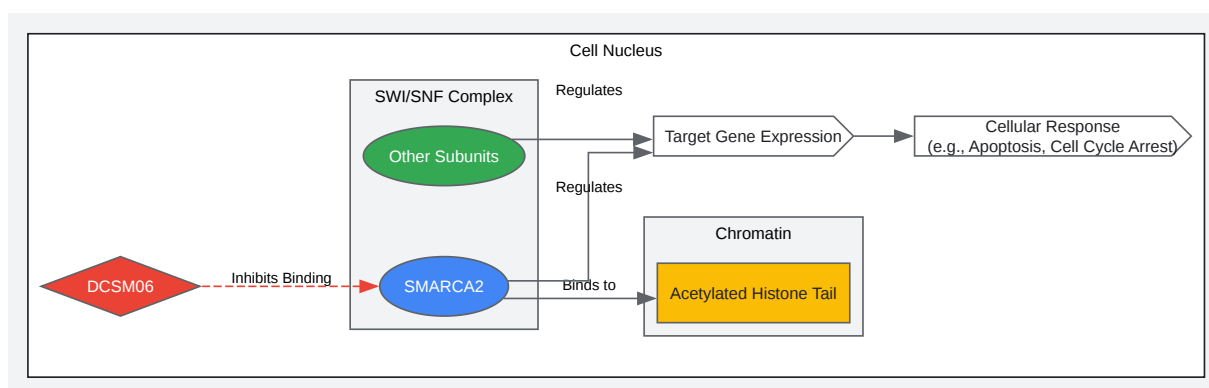 Cell Nucleus
SWI/SNF Complex
Regulates
Other Subunits
Target Gene Expression
Cellular Response
(e.g., Apoptosis, Cell Cycle Arrest)
Regulates
Chromatin
DCSM06
Inhibits Binding
SMARCA2
Binds to
Acetylated Histone Tail